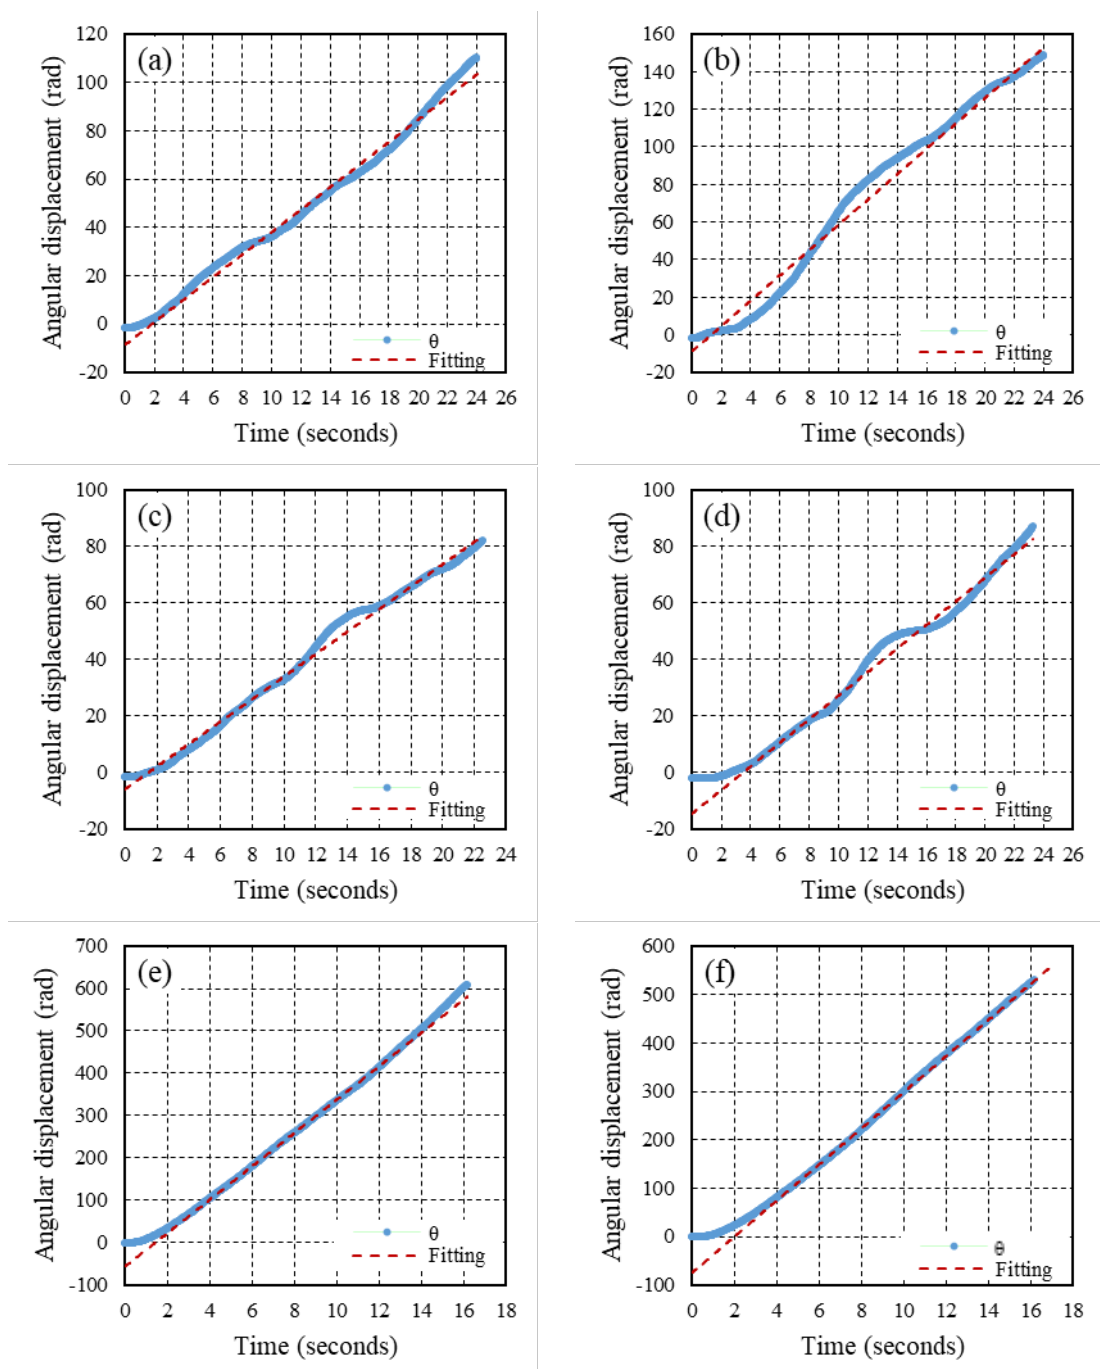 (a)
Angular displacement (rad)
120
100
80
60
40
20
0
-20
θ
Fitting
0 2 4 6 8 10 12 14 16 18 20 22 24 26
Time (seconds)
(b)
Angular displacement (rad)
160
140
120
100
80
60
40
20
0
-20
θ
Fitting
0 2 4 6 8 10 12 14 16 18 20 22 24 26
Time (seconds)
(c)
Angular displacement (rad)
100
80
60
40
20
0
-20
θ
Fitting
0 2 4 6 8 10 12 14 16 18 20 22 24
Time (seconds)
(d)
Angular displacement (rad)
100
80
60
40
20
0
-20
θ
Fitting
0 2 4 6 8 10 12 14 16 18 20 22 24 26
Time (seconds)
(e)
Angular displacement (rad)
700
600
500
400
300
200
100
0
-100
θ
Fitting
0 2 4 6 8 10 12 14 16 18
Time (seconds)
(f)
Angular displacement (rad)
600
500
400
300
200
100
0
-100
θ
Fitting
0 2 4 6 8 10 12 14 16 18
Time (seconds)